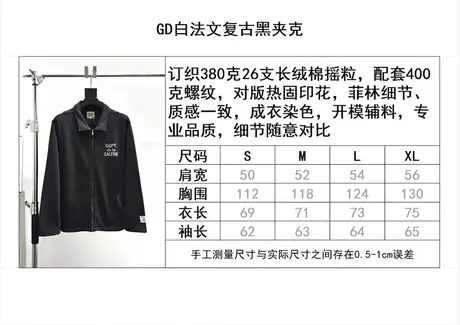 GD白法文复古黑夹克
订织380克26支长绒棉摇粒，配套400
克螺纹，对版热固印花，菲林细节、
质感一致，成衣染色，开模辅料，专
业品质，细节随意对比
尺码 S M L XL
肩宽 50 52 54 56
胸围 112 118 124 130
衣长 69 71 73 75
袖长 62 63 64 65
手工测量尺寸与实际尺寸之间存在0.5-1cm误差
DEPT.
GALERIE